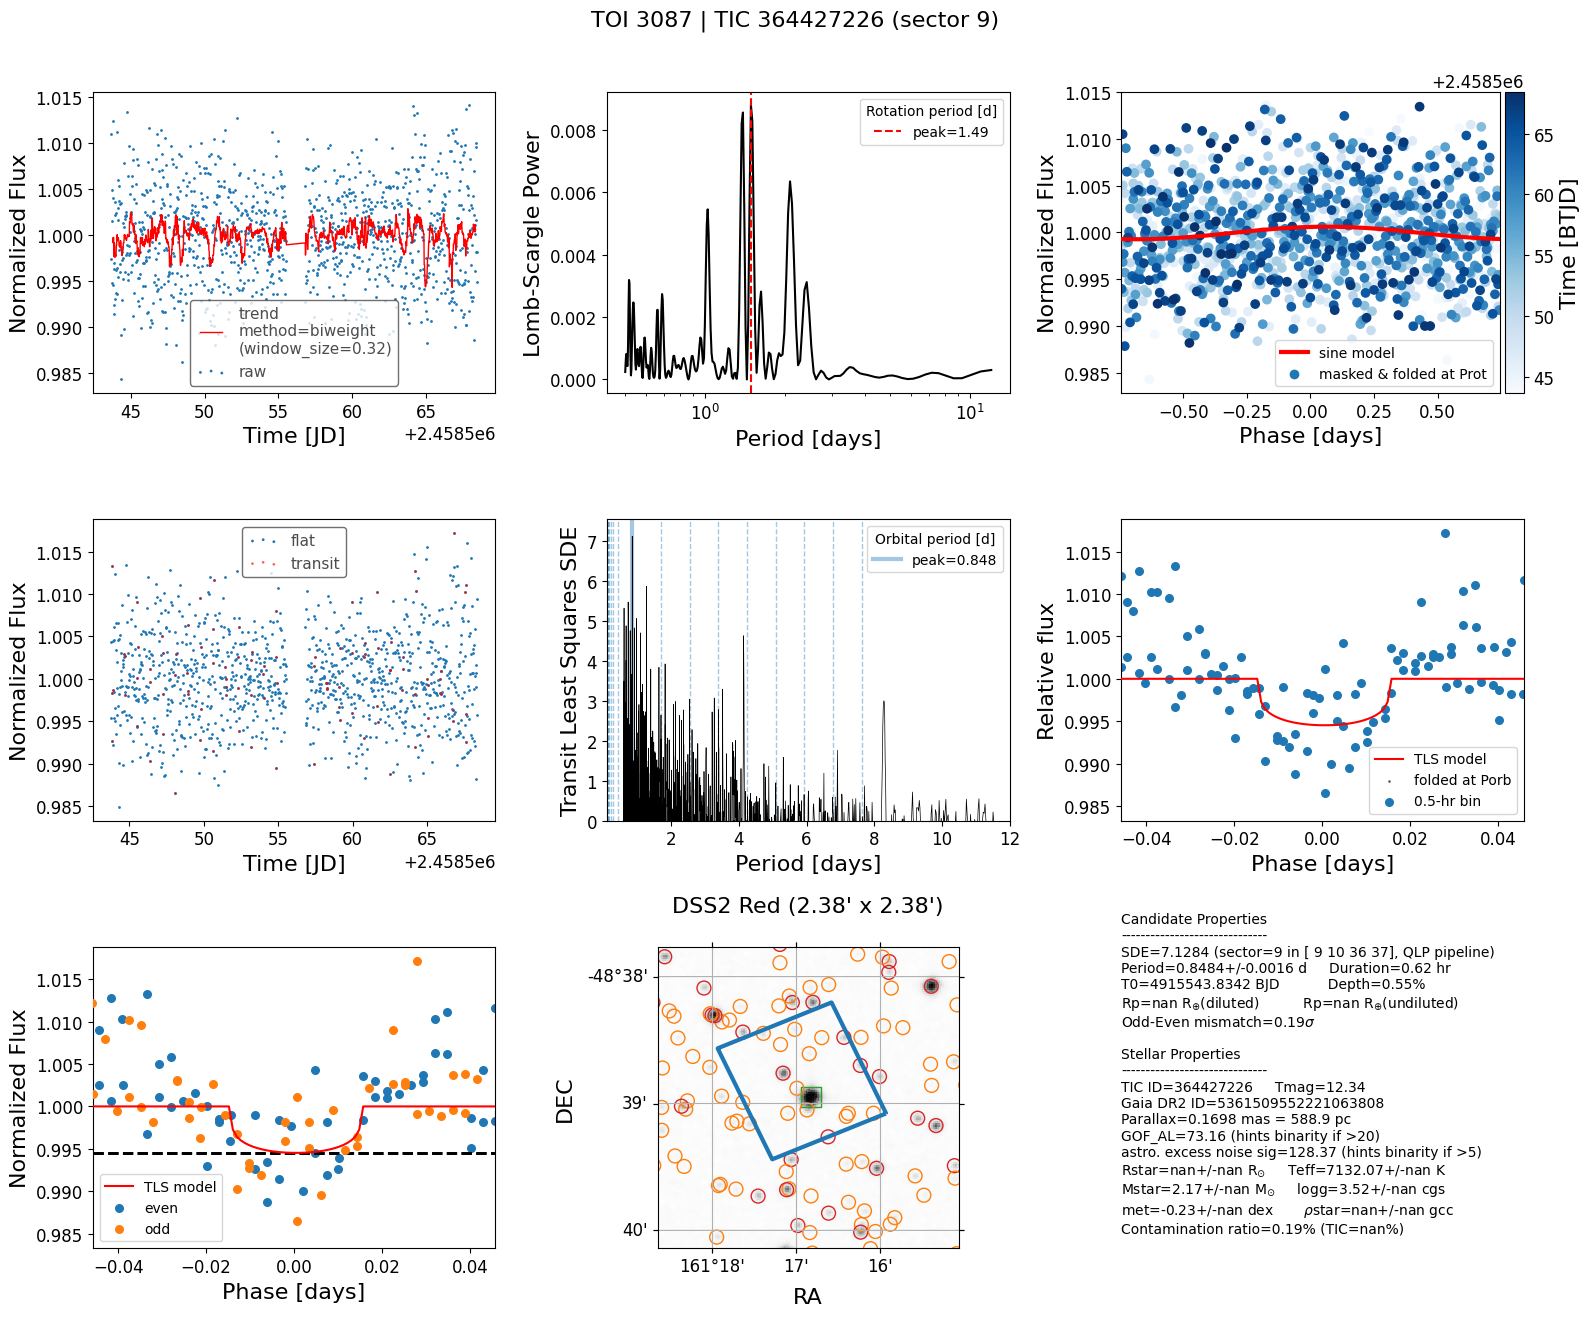 TOI 3087 | TIC 364427226 (sector 9)
Normalized Flux
1.015
1.010
1.005
1.000
0.995
0.990
0.985
trend
method=biweight
(window_size=0.32)
raw
45
50
55
60
65
Time [JD]
+2.4585e6
Lomb-Scargle Power
0.008
0.006
0.004
0.002
0.000
Rotation period [d]
peak=1.49
10^0
10^1
Period [days]
+2.4585e6
Normalized Flux
1.015
1.010
1.005
1.000
0.995
0.990
0.985
sine model
masked & folded at Prot
−0.50
−0.25
0.00
0.25
0.50
Phase [days]
65
60
55
50
45
Time [BTJD]
Normalized Flux
1.015
1.010
1.005
1.000
0.995
0.990
0.985
flat
transit
45
50
55
60
65
Time [JD]
+2.4585e6
Transit Least Squares SDE
7
6
5
4
3
2
1
0
Orbital period [d]
peak=0.848
2
4
6
8
10
12
Period [days]
Relative flux
1.015
1.010
1.005
1.000
0.995
0.990
0.985
TLS model
folded at Porb
0.5-hr bin
−0.04
−0.02
0.00
0.02
0.04
Phase [days]
Normalized Flux
1.015
1.010
1.005
1.000
0.995
0.990
0.985
TLS model
even
odd
−0.04
−0.02
0.00
0.02
0.04
Phase [days]
DSS2 Red (2.38' x 2.38')
DEC
-48°38'
39'
40'
161°18'
17'
16'
RA
Candidate Properties
------------------------------
SDE=7.1284 (sector=9 in [ 9 10 36 37], QLP pipeline)
Period=0.8484+/-0.0016 d Duration=0.62 hr
T0=4915543.8342 BJD Depth=0.55%
Rp=nan R⊕(diluted) Rp=nan R⊕(undiluted)
Odd-Even mismatch=0.19σ
Stellar Properties
------------------------------
TIC ID=364427226 Tmag=12.34
Gaia DR2 ID=5361509552221063808
Parallax=0.1698 mas = 588.9 pc
GOF_AL=73.16 (hints binarity if >20)
astro. excess noise sig=128.37 (hints binarity if >5)
Rstar=nan+/-nan R⊙ Teff=7132.07+/-nan K
Mstar=2.17+/-nan M⊙ logg=3.52+/-nan cgs
met=-0.23+/-nan dex ρstar=nan+/-nan gcc
Contamination ratio=0.19% (TIC=nan%)